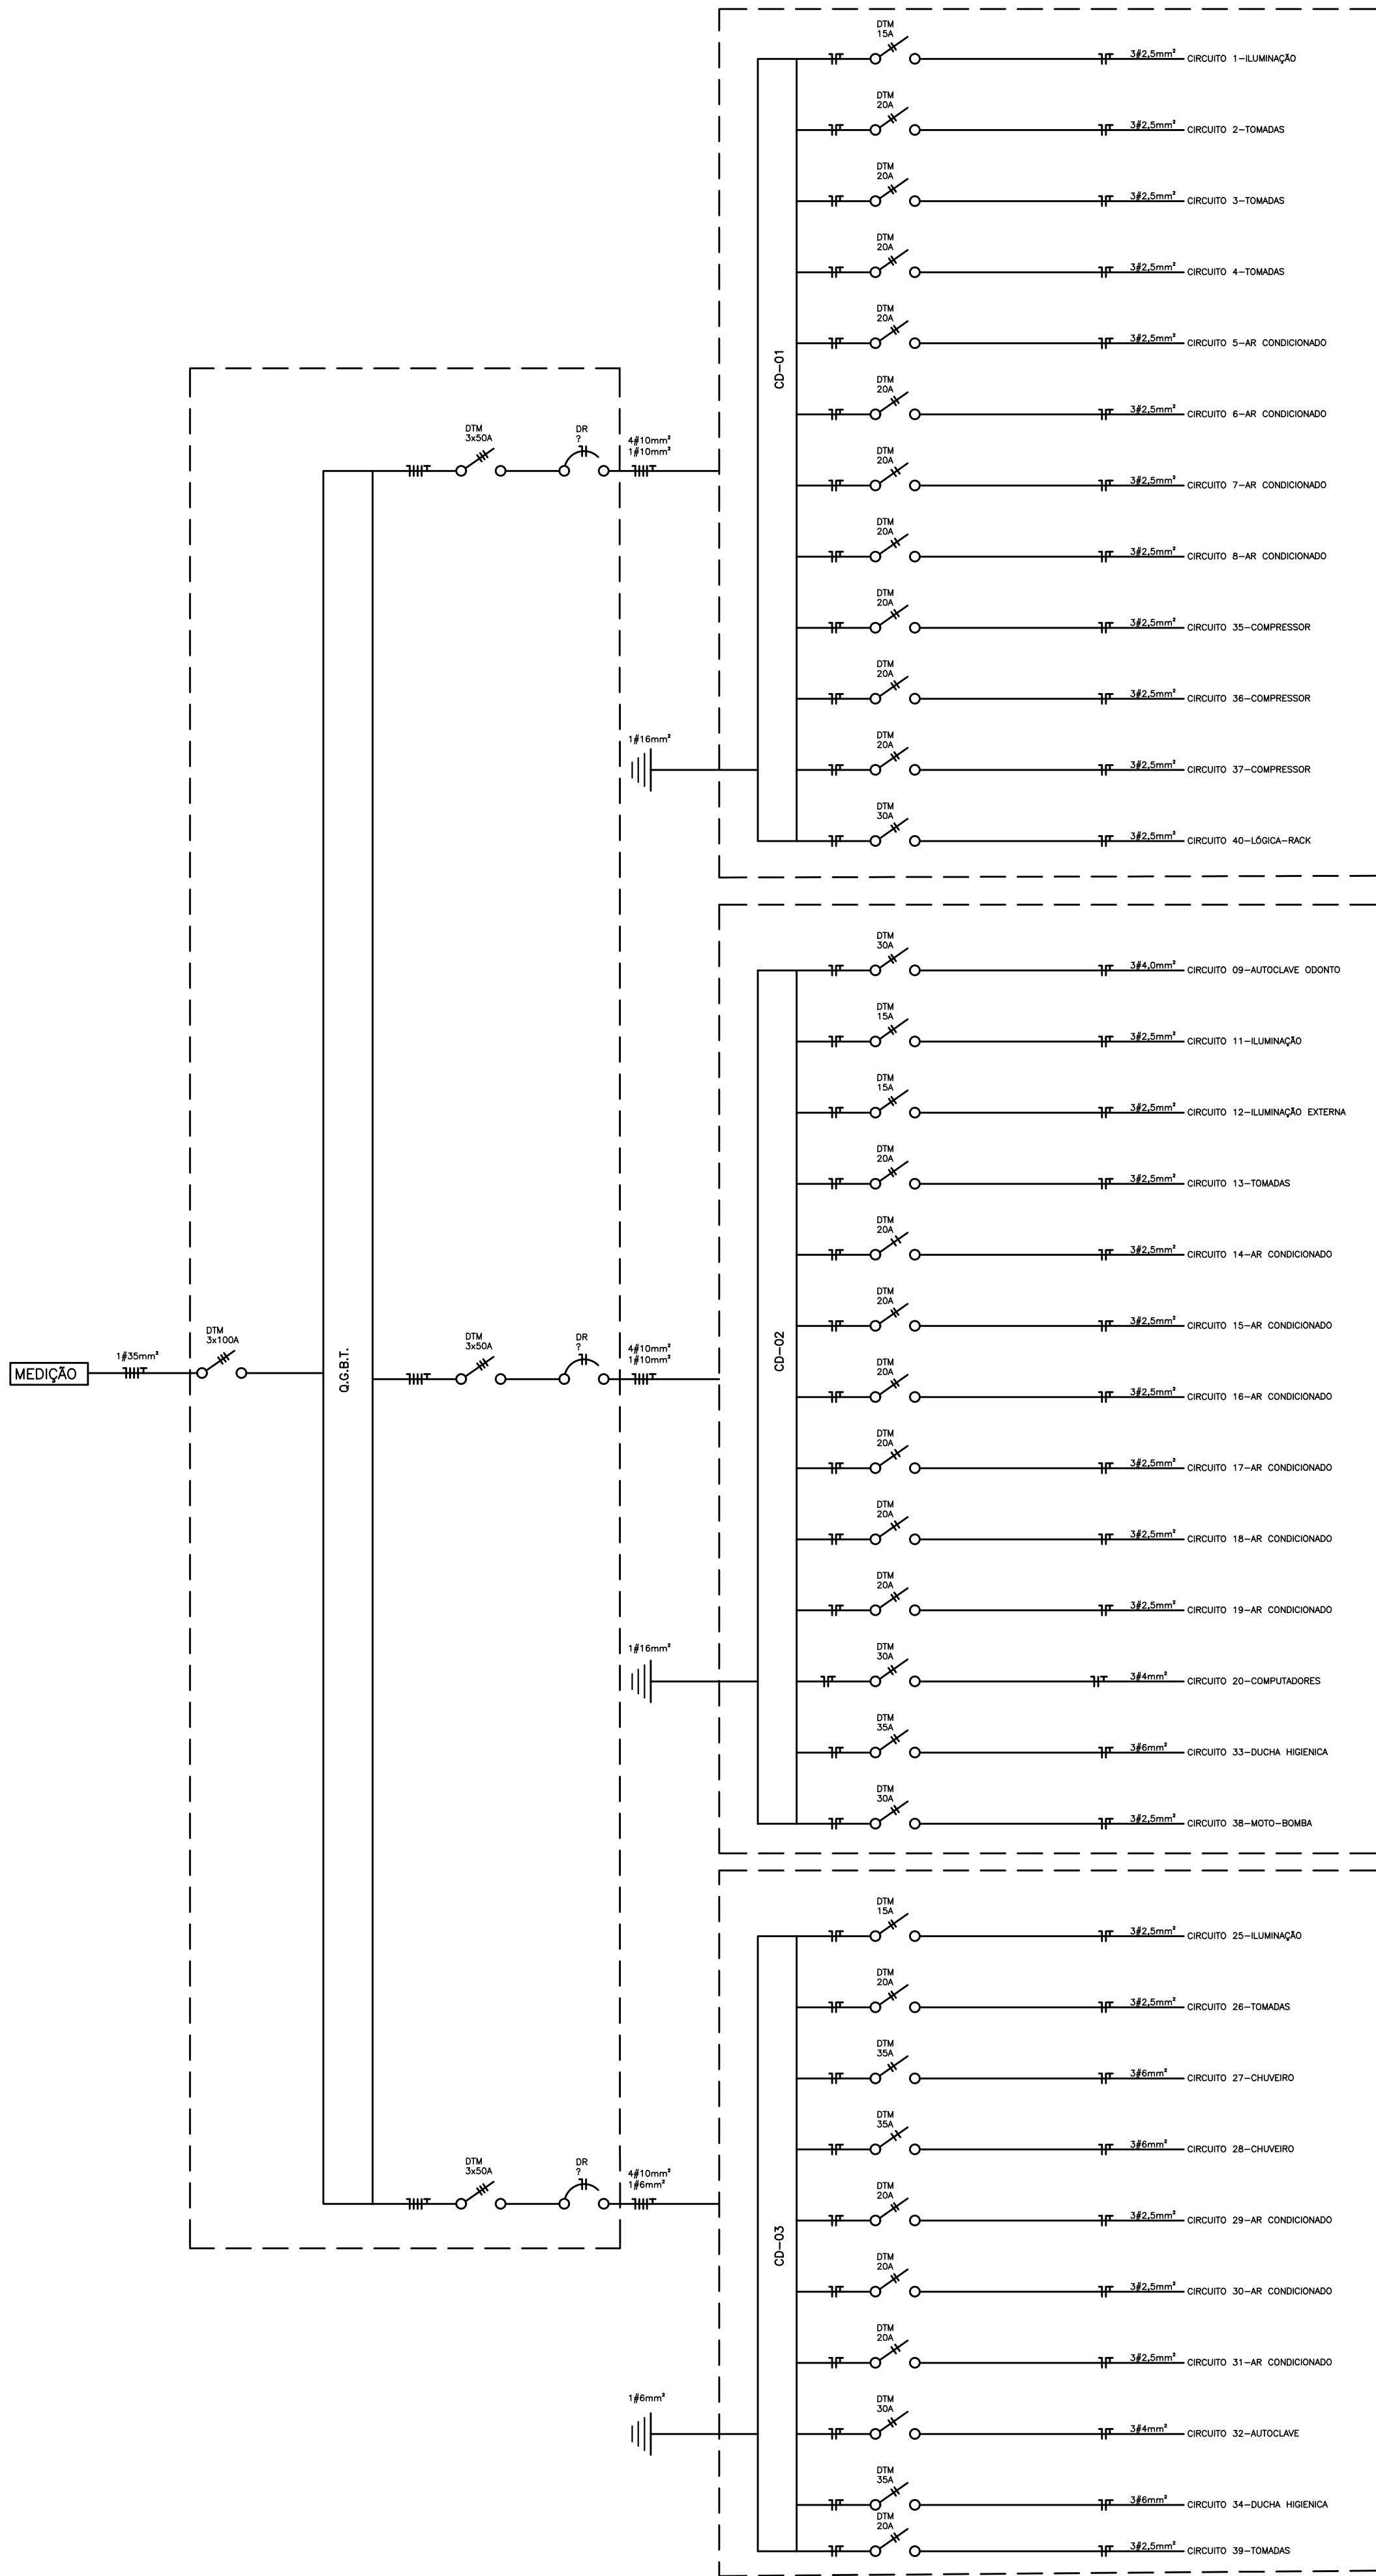 MEDIÇÃO
1#35mm²
DTM
3x100A
Q.G.B.T.
DTM
3x50A
DR
?
4#10mm²
1#10mm²
DTM
3x50A
DR
?
4#10mm²
1#10mm²
DTM
3x50A
DR
?
4#10mm²
1#6mm²
CD-01
1#16mm²
DTM
15A
3#2,5mm²
CIRCUITO 1-ILUMINAÇÃO
DTM
20A
3#2,5mm²
CIRCUITO 2-TOMADAS
DTM
20A
3#2,5mm²
CIRCUITO 3-TOMADAS
DTM
20A
3#2,5mm²
CIRCUITO 4-TOMADAS
DTM
20A
3#2,5mm²
CIRCUITO 5-AR CONDICIONADO
DTM
20A
3#2,5mm²
CIRCUITO 6-AR CONDICIONADO
DTM
20A
3#2,5mm²
CIRCUITO 7-AR CONDICIONADO
DTM
20A
3#2,5mm²
CIRCUITO 8-AR CONDICIONADO
DTM
20A
3#2,5mm²
CIRCUITO 35-COMPRESSOR
DTM
20A
3#2,5mm²
CIRCUITO 36-COMPRESSOR
DTM
20A
3#2,5mm²
CIRCUITO 37-COMPRESSOR
DTM
30A
3#2,5mm²
CIRCUITO 40-LÓGICA-RACK
CD-02
1#16mm²
DTM
30A
3#4,0mm²
CIRCUITO 09-AUTOCLAVE ODONTO
DTM
15A
3#2,5mm²
CIRCUITO 11-ILUMINAÇÃO
DTM
15A
3#2,5mm²
CIRCUITO 12-ILUMINAÇÃO EXTERNA
DTM
20A
3#2,5mm²
CIRCUITO 13-TOMADAS
DTM
20A
3#2,5mm²
CIRCUITO 14-AR CONDICIONADO
DTM
20A
3#2,5mm²
CIRCUITO 15-AR CONDICIONADO
DTM
20A
3#2,5mm²
CIRCUITO 16-AR CONDICIONADO
DTM
20A
3#2,5mm²
CIRCUITO 17-AR CONDICIONADO
DTM
20A
3#2,5mm²
CIRCUITO 18-AR CONDICIONADO
DTM
20A
3#2,5mm²
CIRCUITO 19-AR CONDICIONADO
DTM
30A
3#4mm²
CIRCUITO 20-COMPUTADORES
DTM
35A
3#6mm²
CIRCUITO 33-DUCHA HIGIENICA
DTM
30A
3#2,5mm²
CIRCUITO 38-MOTO-BOMBA
CD-03
1#6mm²
DTM
15A
3#2,5mm²
CIRCUITO 25-ILUMINAÇÃO
DTM
20A
3#2,5mm²
CIRCUITO 26-TOMADAS
DTM
35A
3#6mm²
CIRCUITO 27-CHUVEIRO
DTM
35A
3#6mm²
CIRCUITO 28-CHUVEIRO
DTM
20A
3#2,5mm²
CIRCUITO 29-AR CONDICIONADO
DTM
20A
3#2,5mm²
CIRCUITO 30-AR CONDICIONADO
DTM
20A
3#2,5mm²
CIRCUITO 31-AR CONDICIONADO
DTM
30A
3#4mm²
CIRCUITO 32-AUTOCLAVE
DTM
35A
3#6mm²
CIRCUITO 34-DUCHA HIGIENICA
DTM
20A
3#2,5mm²
CIRCUITO 39-TOMADAS